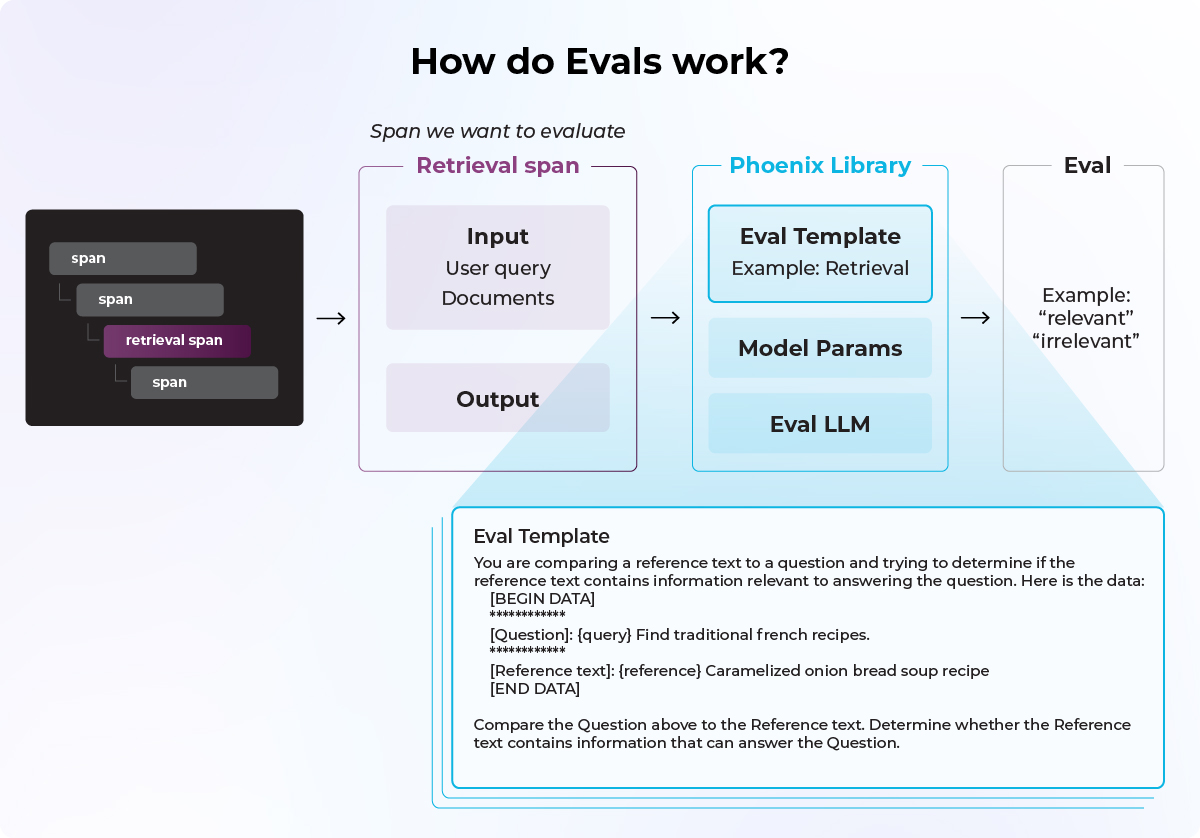 How do Evals work?
Span we want to evaluate
span
span
retrieval span
span
Retrieval span
Input
User query
Documents
Output
Phoenix Library
Eval Template
Example: Retrieval
Model Params
Eval LLM
Eval
Example:
“relevant”
“irrelevant”
Eval Template
You are comparing a reference text to a question and trying to determine if the
reference text contains information relevant to answering the question. Here is the data:
[BEGIN DATA]
************
[Question]: {query} Find traditional french recipes.
************
[Reference text]: {reference} Caramelized onion bread soup recipe
[END DATA]
Compare the Question above to the Reference text. Determine whether the Reference
text contains information that can answer the Question.